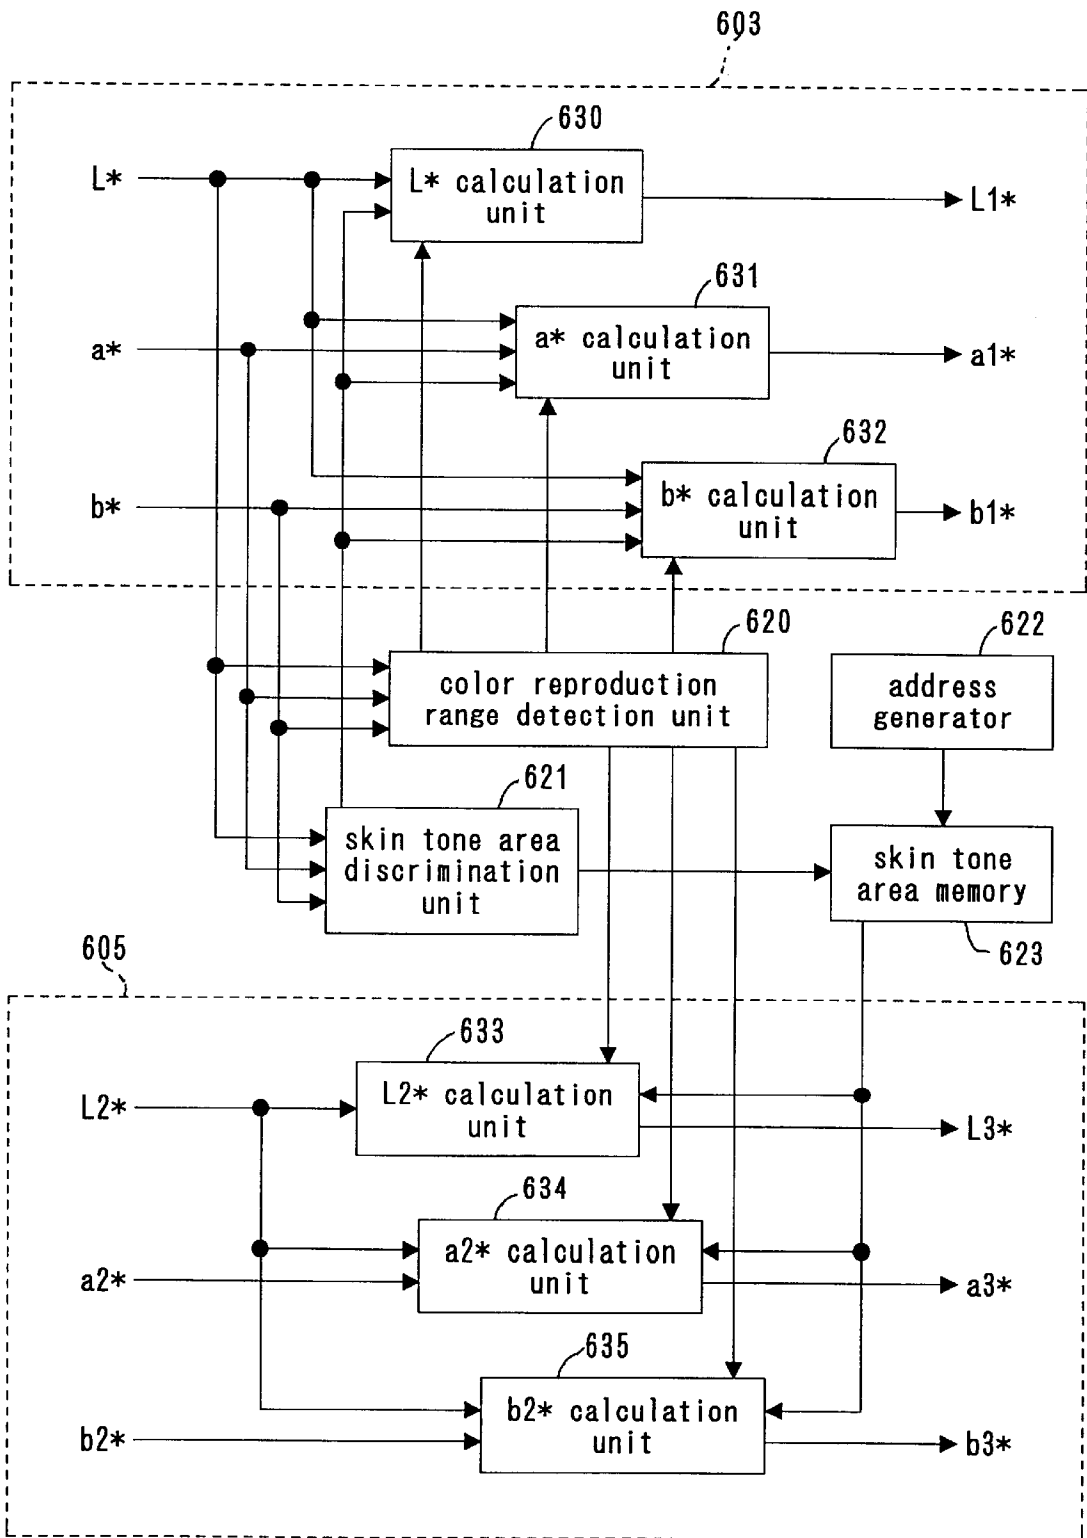 603
630
L*
L* calculation
unit
L1*
631
a*
a* calculation
unit
a1*
632
b*
b* calculation
unit
b1*
620
622
color reproduction
range detection unit
address
generator
621
skin tone area
discrimination
unit
skin tone
area memory
605
623
633
L2*
L2* calculation
unit
L3*
634
a2*
a2* calculation
unit
a3*
635
b2*
b2* calculation
unit
b3*